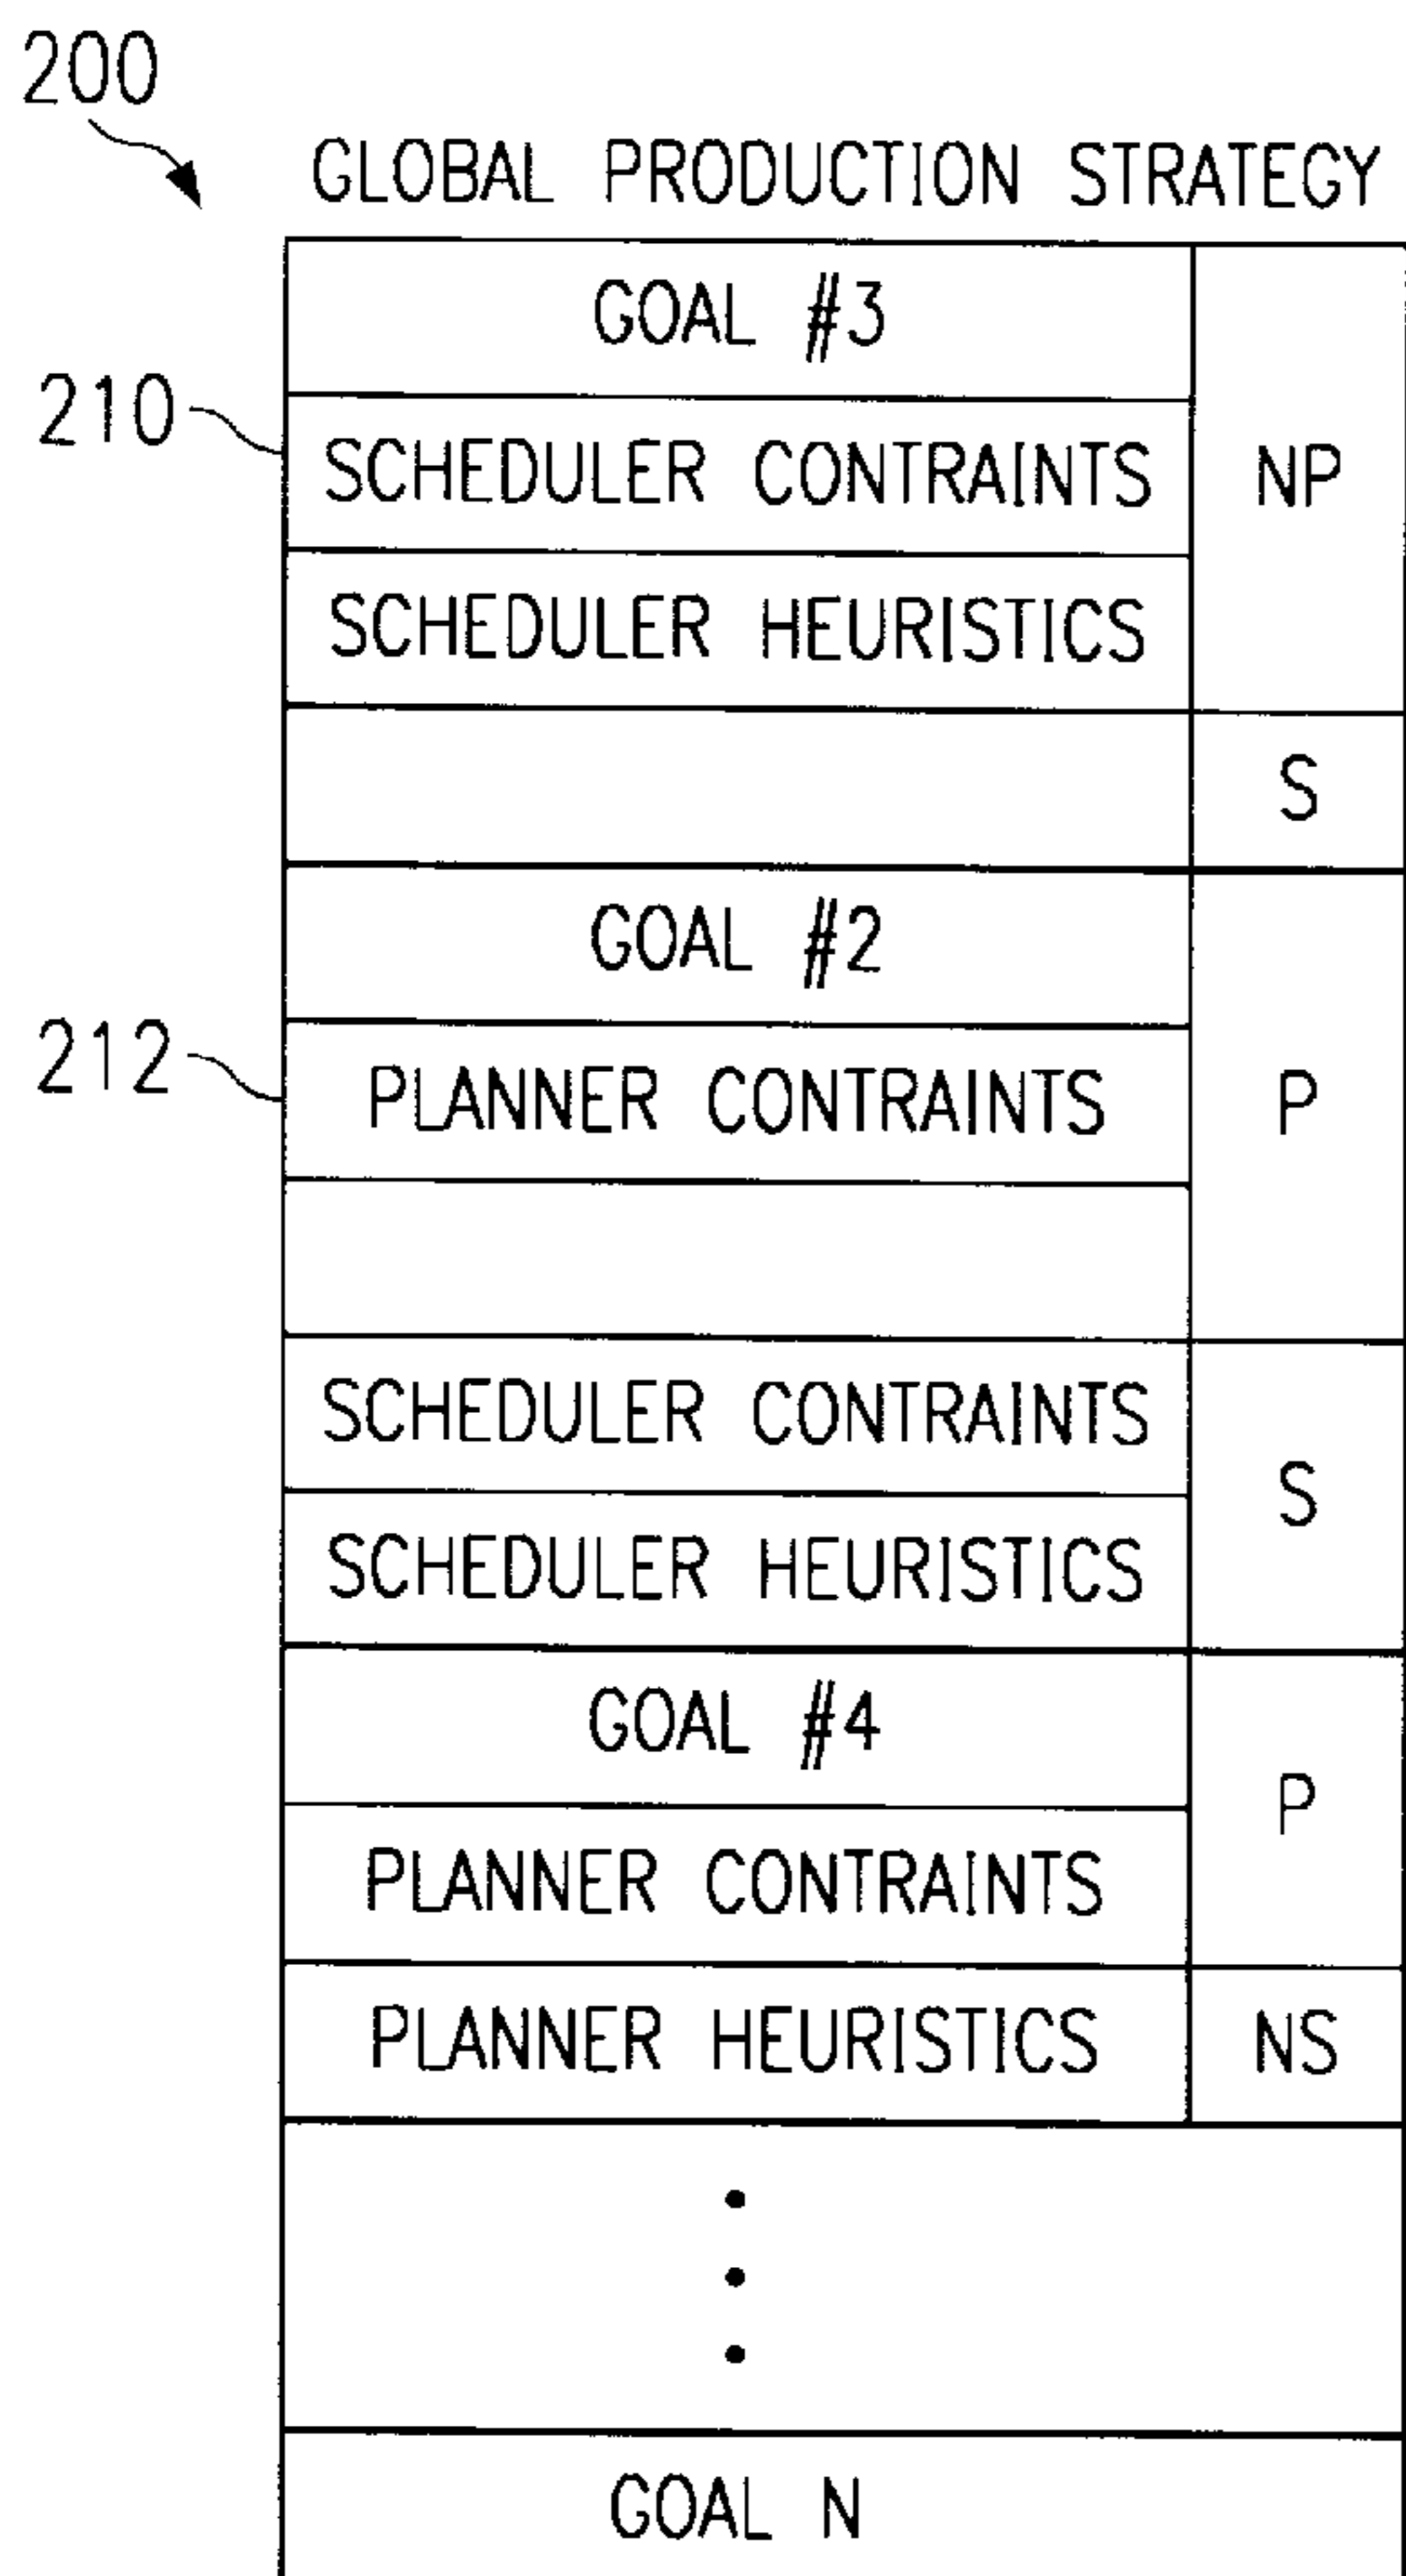 200
GLOBAL PRODUCTION STRATEGY
GOAL #3
210
SCHEDULER CONTRAINTS
NP
SCHEDULER HEURISTICS
S
GOAL #2
212
PLANNER CONTRAINTS
P
SCHEDULER CONTRAINTS
S
SCHEDULER HEURISTICS
GOAL #4
P
PLANNER CONTRAINTS
PLANNER HEURISTICS
NS
GOAL N